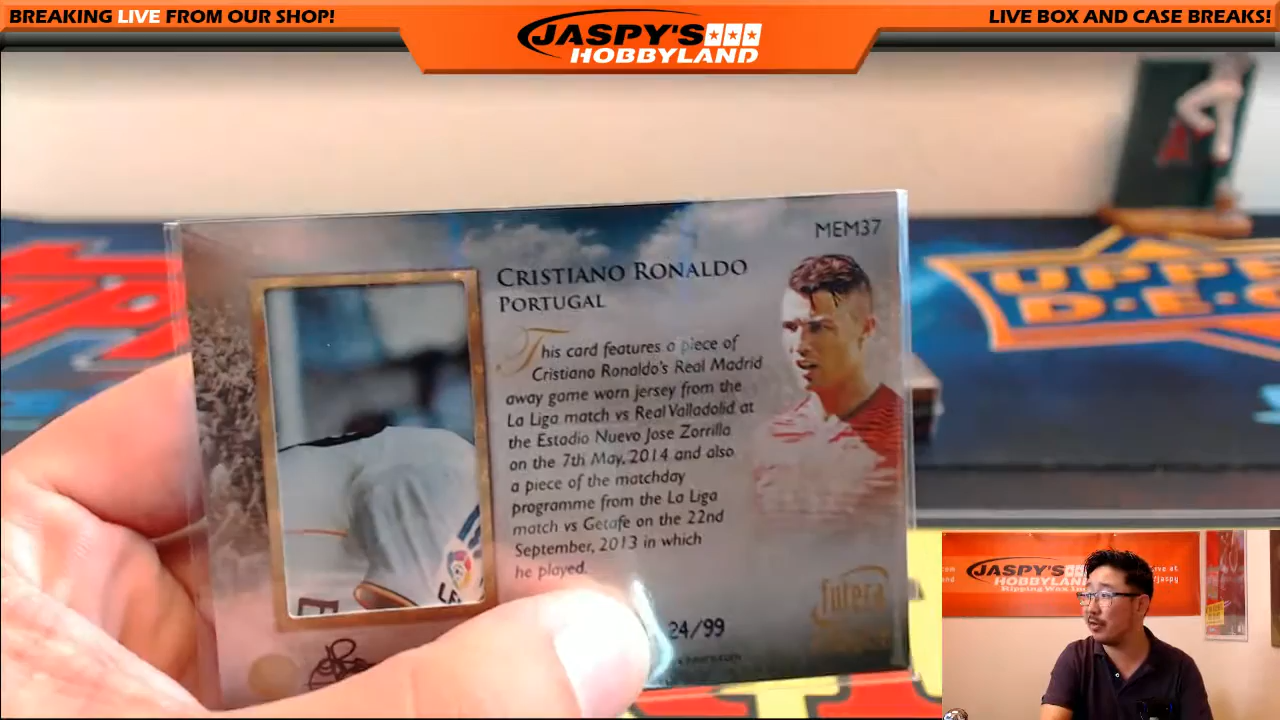 BREAKING LIVE FROM OUR SHOP!
JASPY'S
HOBBYLAND
LIVE BOX AND CASE BREAKS!
MEM37
CRISTIANO RONALDO
PORTUGAL
This card features a piece of
Cristiano Ronaldo's Real Madrid
away game worn jersey from the
La Liga match vs Real Valladolid at
the Estadio Nuevo Jose Zorrilla
on the 7th May, 2014 and also
a piece of the matchday
programme from the La Liga
match vs Getafe on the 22nd
September, 2013 in which
he played.
futera
24/99
JASPY'S
HOBBYLAND
Ripping Wax